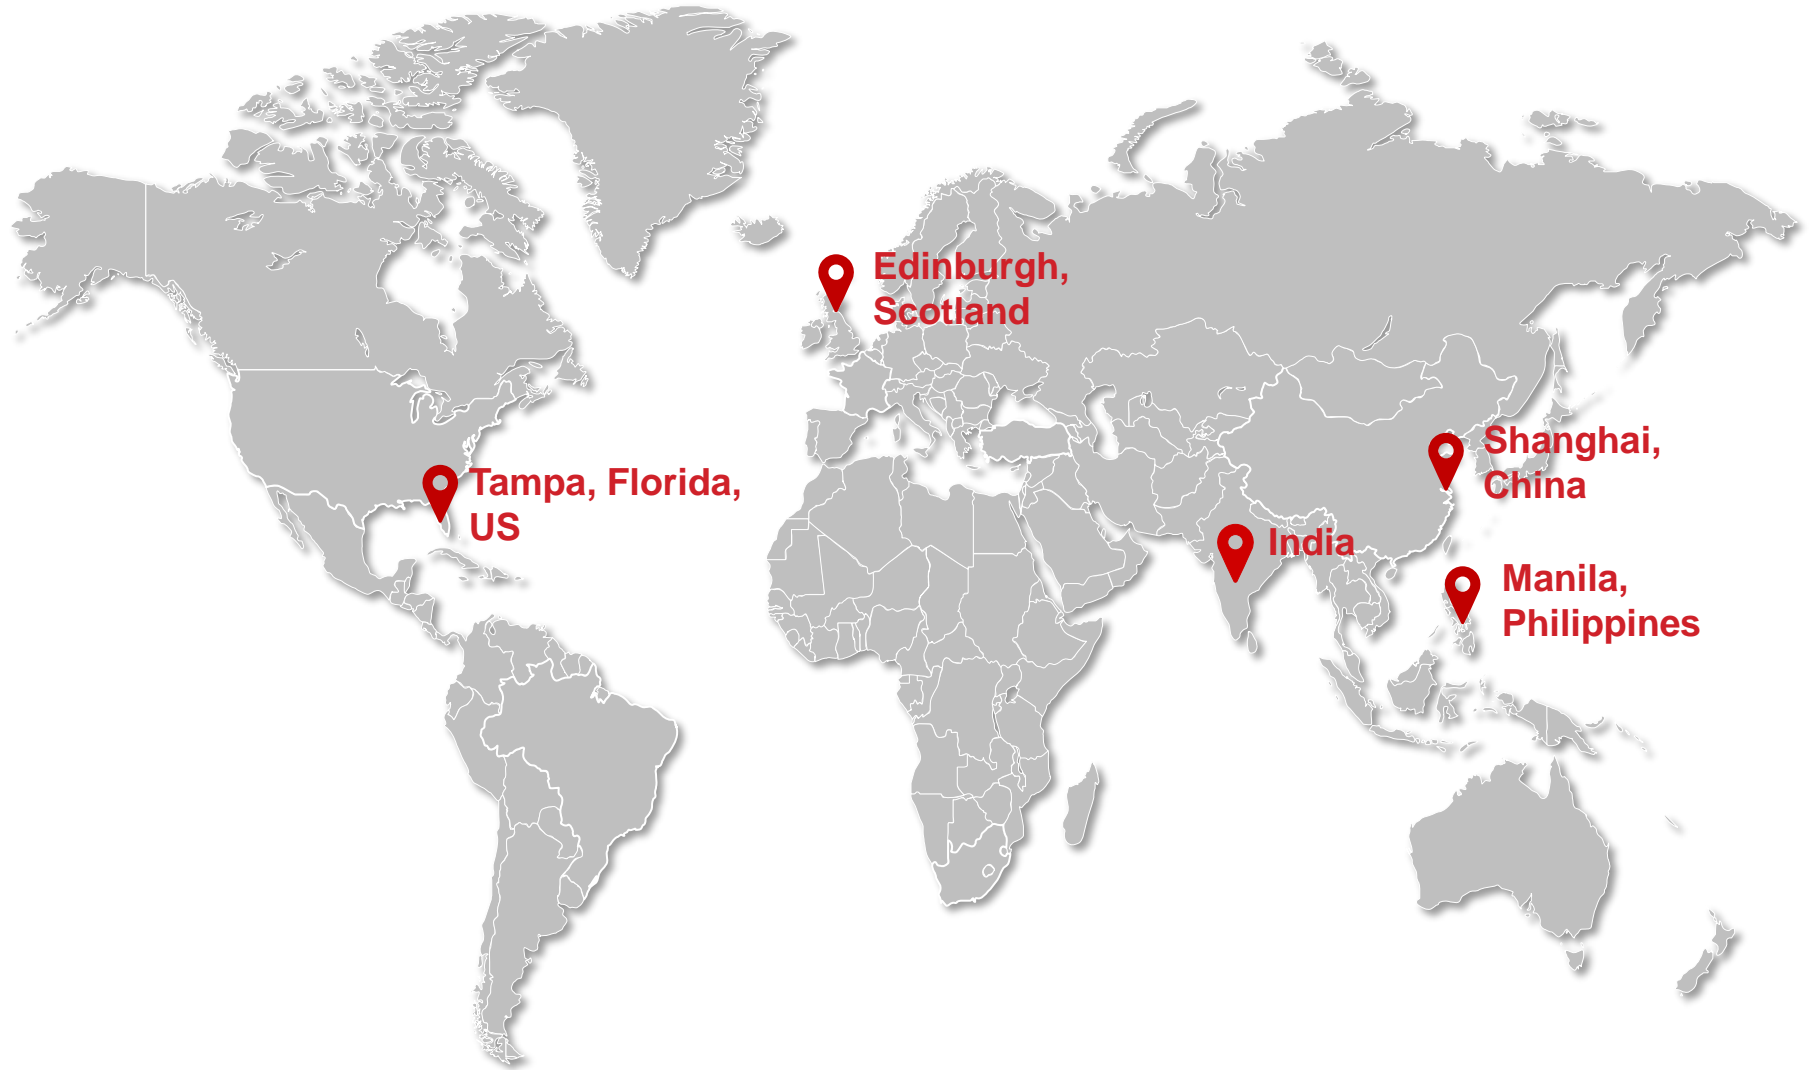 Edinburgh,
Scotland
Shanghai,
China
Tampa, Florida,
US
India
Manila,
Philippines